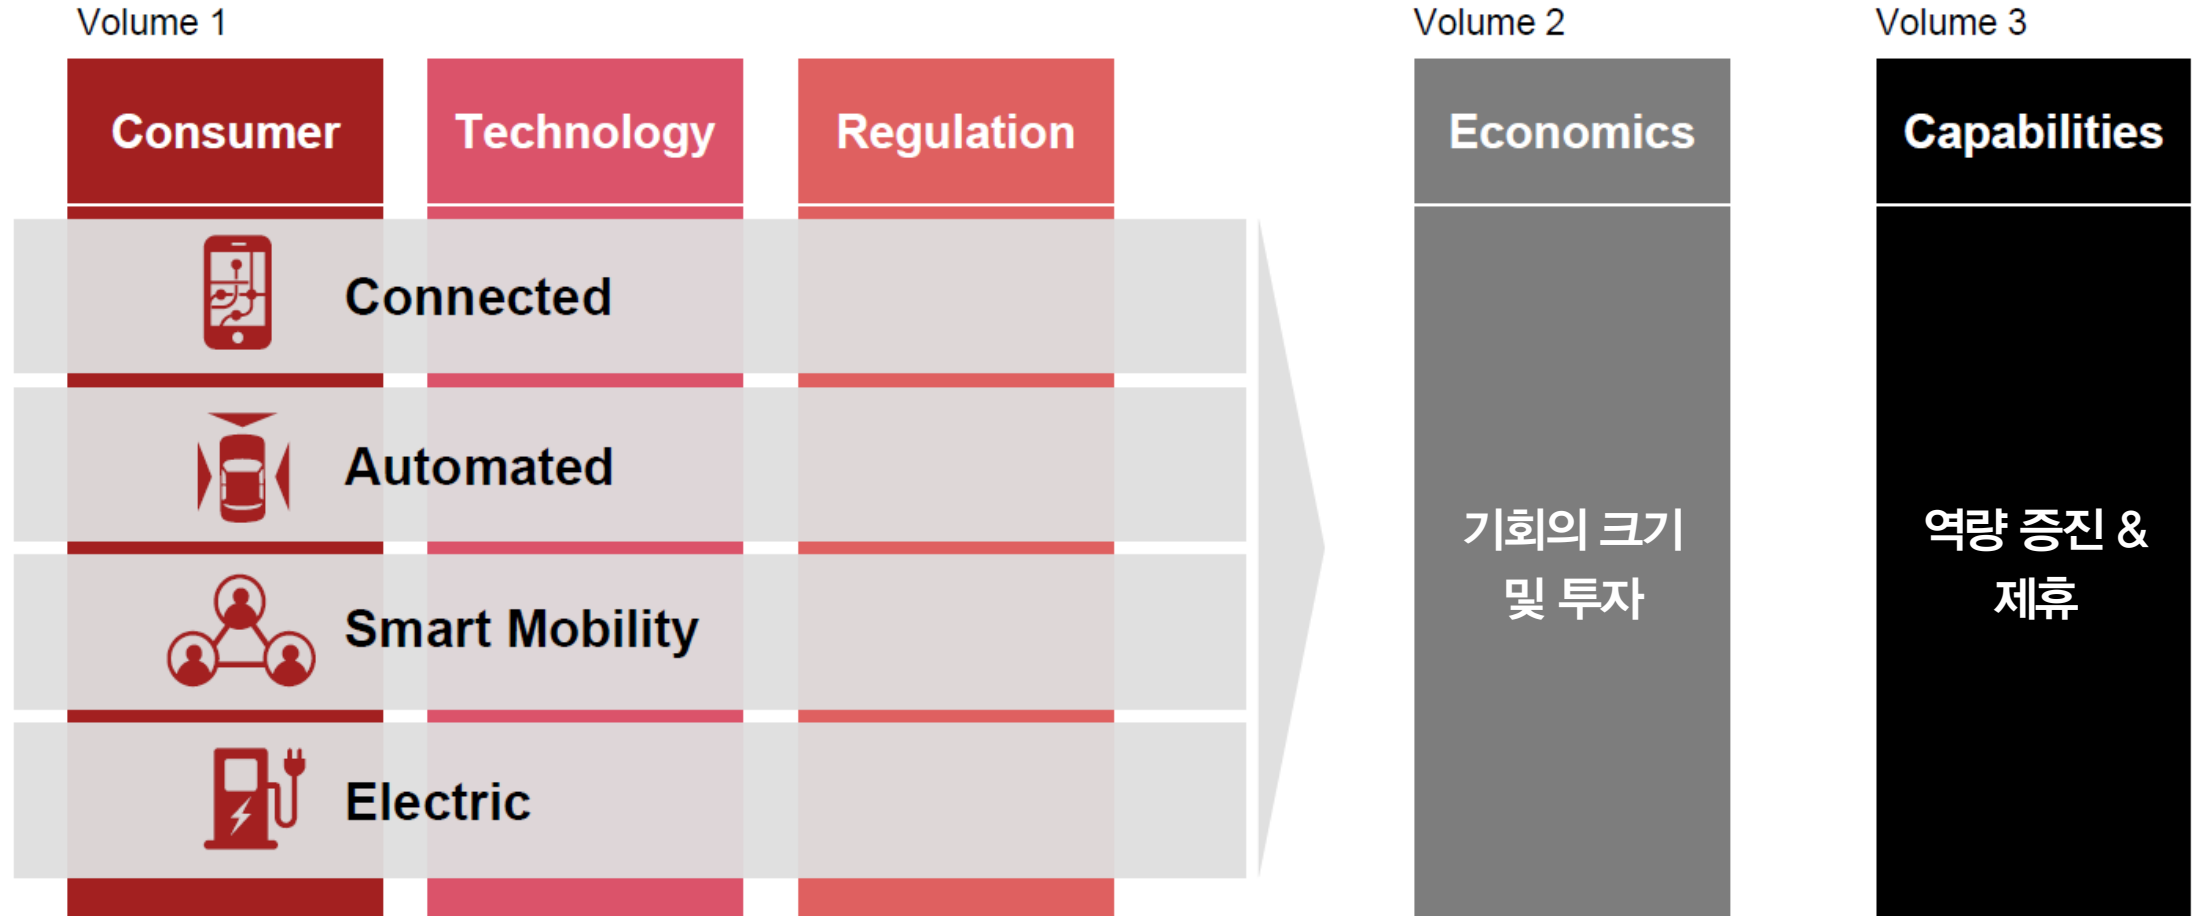 Volume 1
Volume 2
Volume 3
Consumer
Technology
Regulation
Economics
Capabilities
Connected
Automated
Smart Mobility
Electric
기회의 크기
및 투자
역량 증진 &
제휴